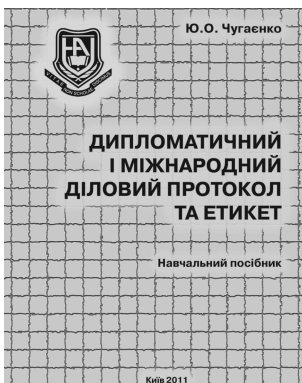 Ю.О. Чугаєнко
ДИПЛОМАТИЧНИЙ
І МІЖНАРОДНИЙ
ДІЛОВИЙ ПРОТОКОЛ
ТА ЕТИКЕТ
Навчальний посібник
Київ 2011